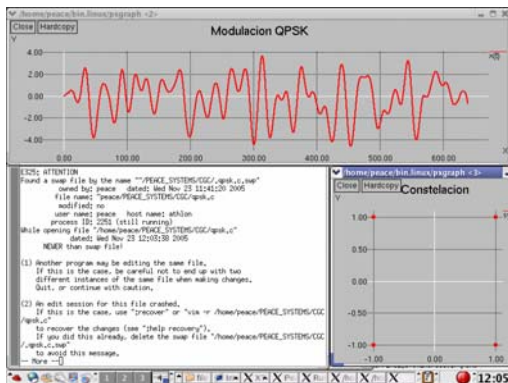 /home/peace/bin.linux/pxgraph <2>
Close Hardcopy
Modulacion QPSK
Y
4.00
2.00
0.00
-2.00
-4.00
X
0.00 100.00 200.00 300.00 400.00 500.00 600.00
E325: ATTENTION
Found a swap file by the name "~/PEACE_SYSTEMS/CGC/.qpsk.c.swp"
owned by: peace dated: Wed Nov 23 11:41:20 2005
file name: ~peace/PEACE_SYSTEMS/CGC/qpsk.c
modified: no
user name: peace host name: athlon
process ID: 2251 (still running)
While opening file "/home/peace/PEACE_SYSTEMS/CGC/qpsk.c"
dated: Wed Nov 23 12:03:38 2005
NEWER than swap file!
(1) Another program may be editing the same file.
If this is the case, be careful not to end up with two
different instances of the same file when making changes.
Quit, or continue with caution.
(2) An edit session for this file crashed.
If this is the case, use ":recover" or "vim -r /home/peace/PEACE_SYSTEMS/CGC
/qpsk.c"
to recover the changes (see ":help recovery").
If you did this already, delete the swap file "/home/peace/PEACE_SYSTEMS/CGC
/.qpsk.c.swp"
to avoid this message.
-- More --
/home/peace/bin.linux/pxgraph <3>
Close Hardcopy
Constelacion
Y
1.00
0.00
-1.00
-1.00 0.00 1.00
1 2 3
12:05